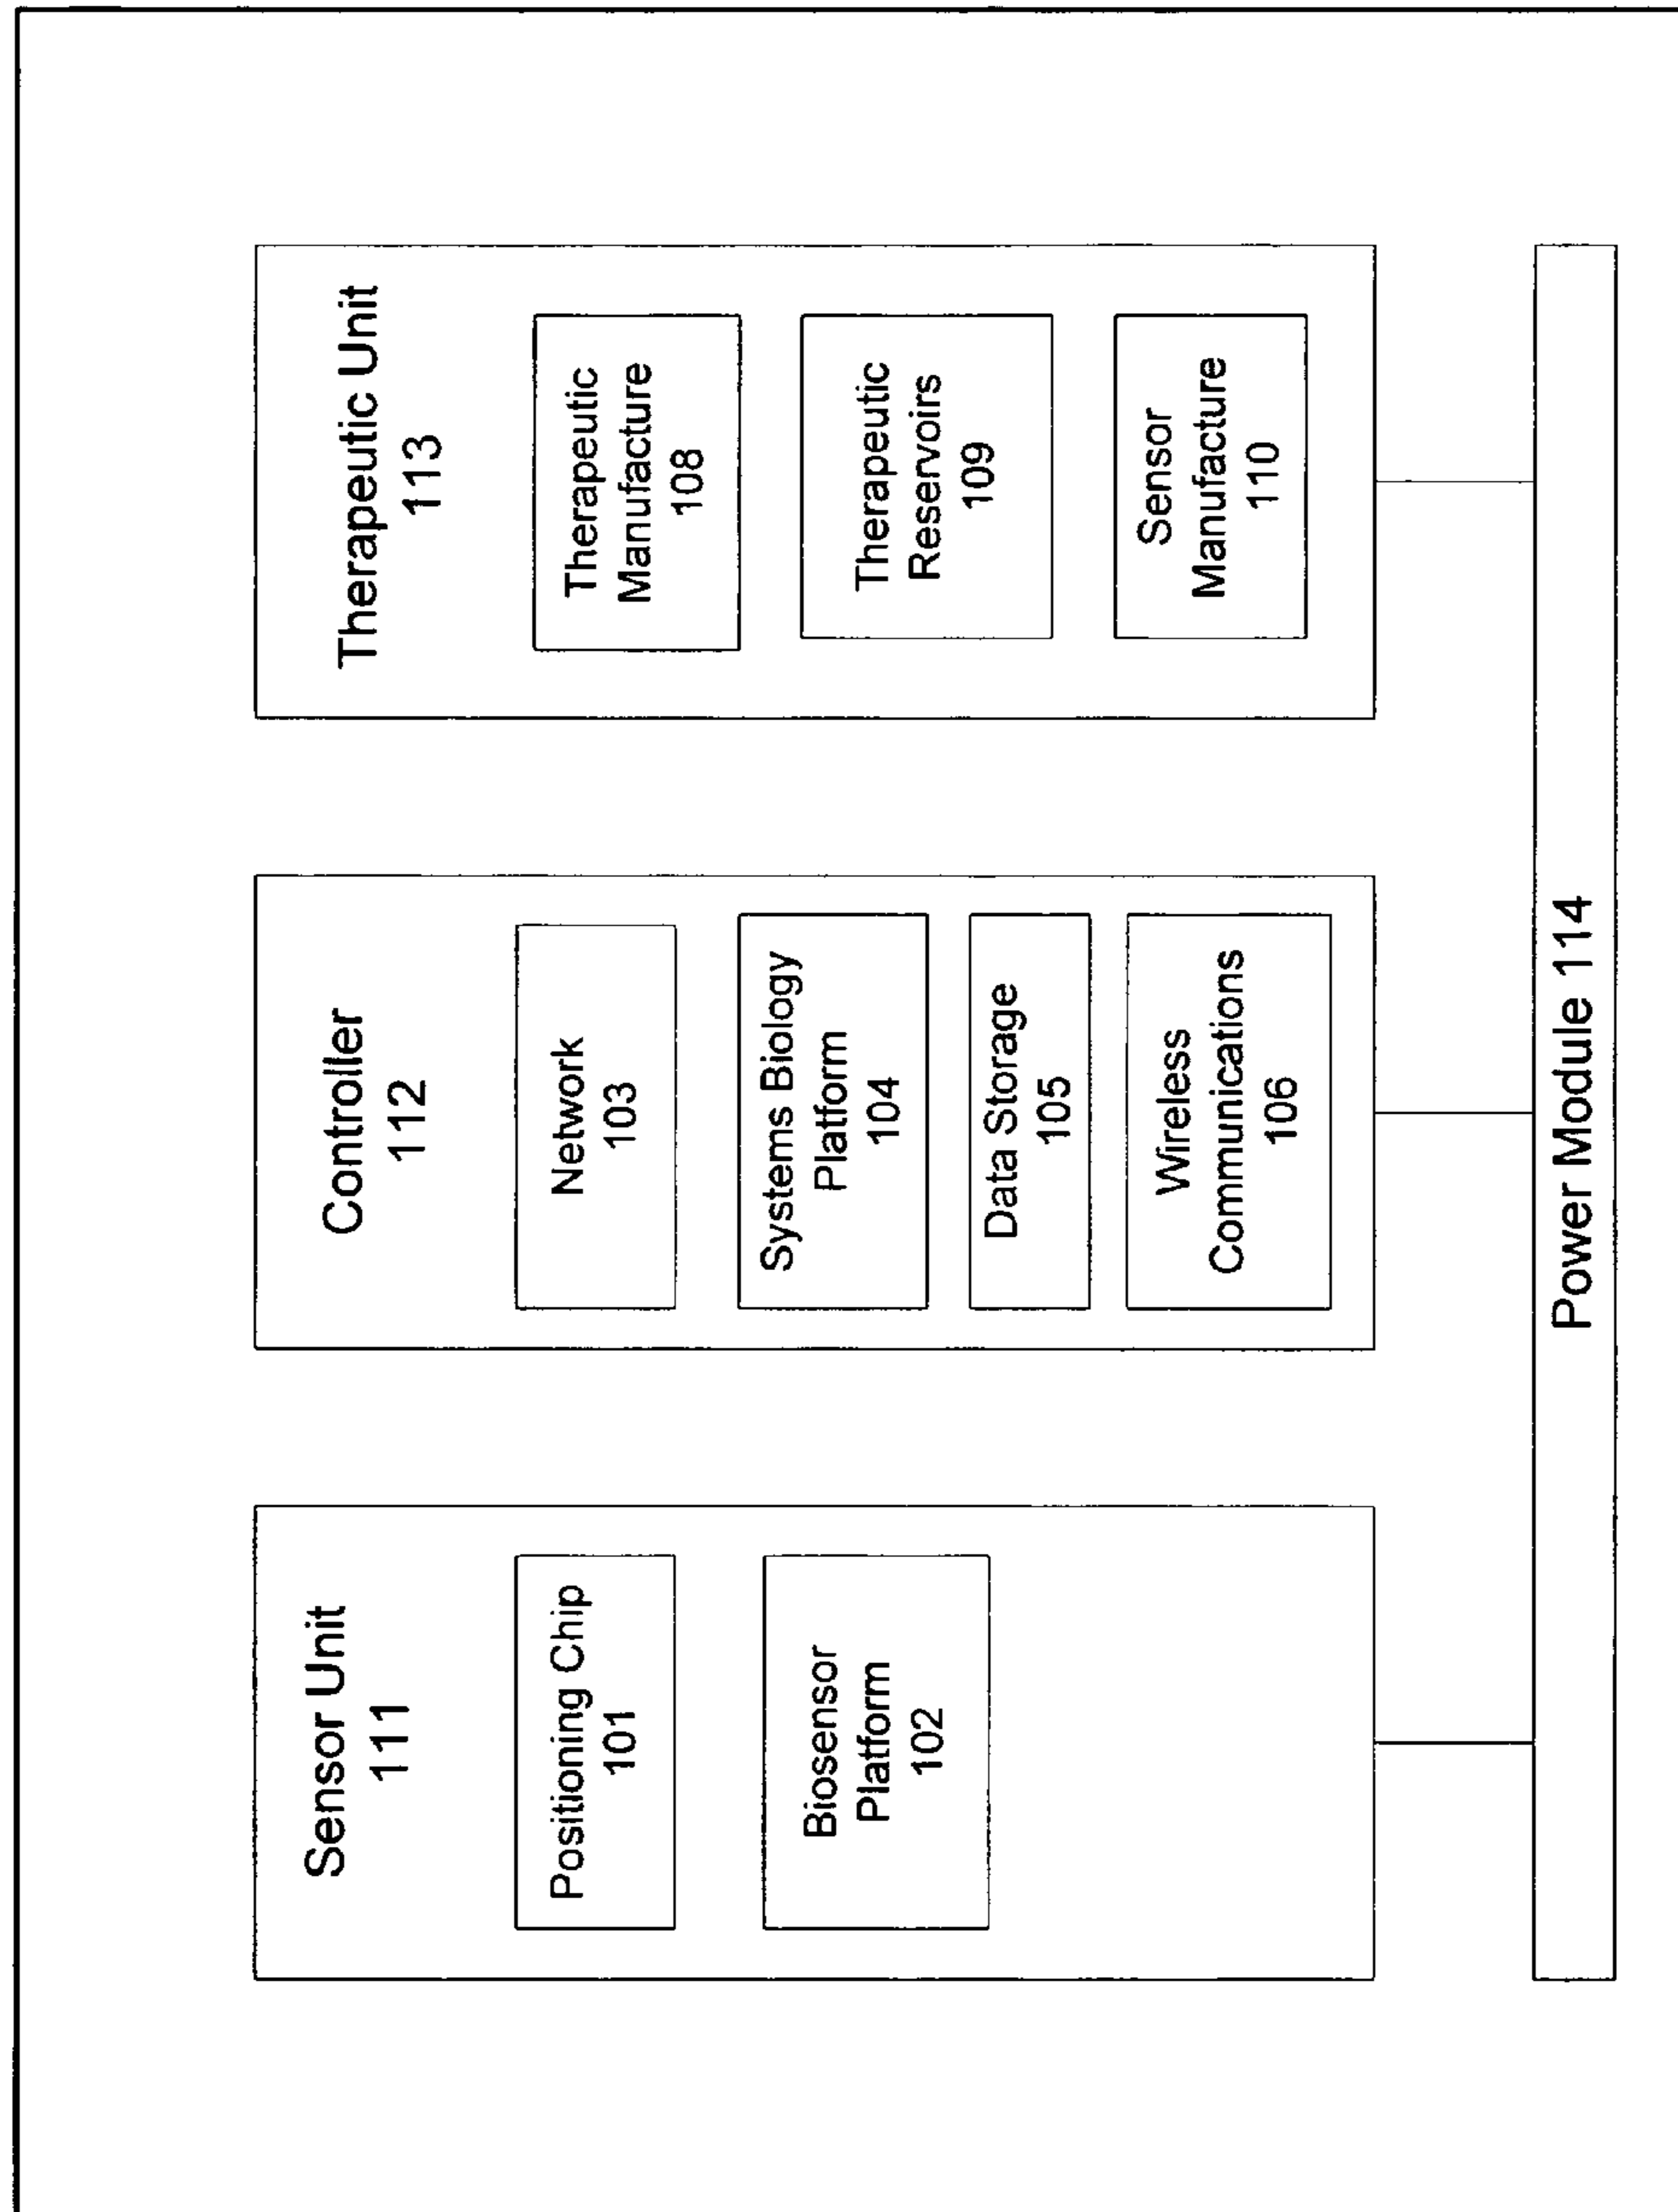 Sensor Unit
111
Positioning Chip
101
Biosensor
Platform
102
Controller
112
Network
103
Systems Biology
Platform
104
Data Storage
105
Wireless
Communications
106
Therapeutic Unit
113
Therapeutic
Manufacture
108
Therapeutic
Reservoirs
109
Sensor
Manufacture
110
Power Module 114